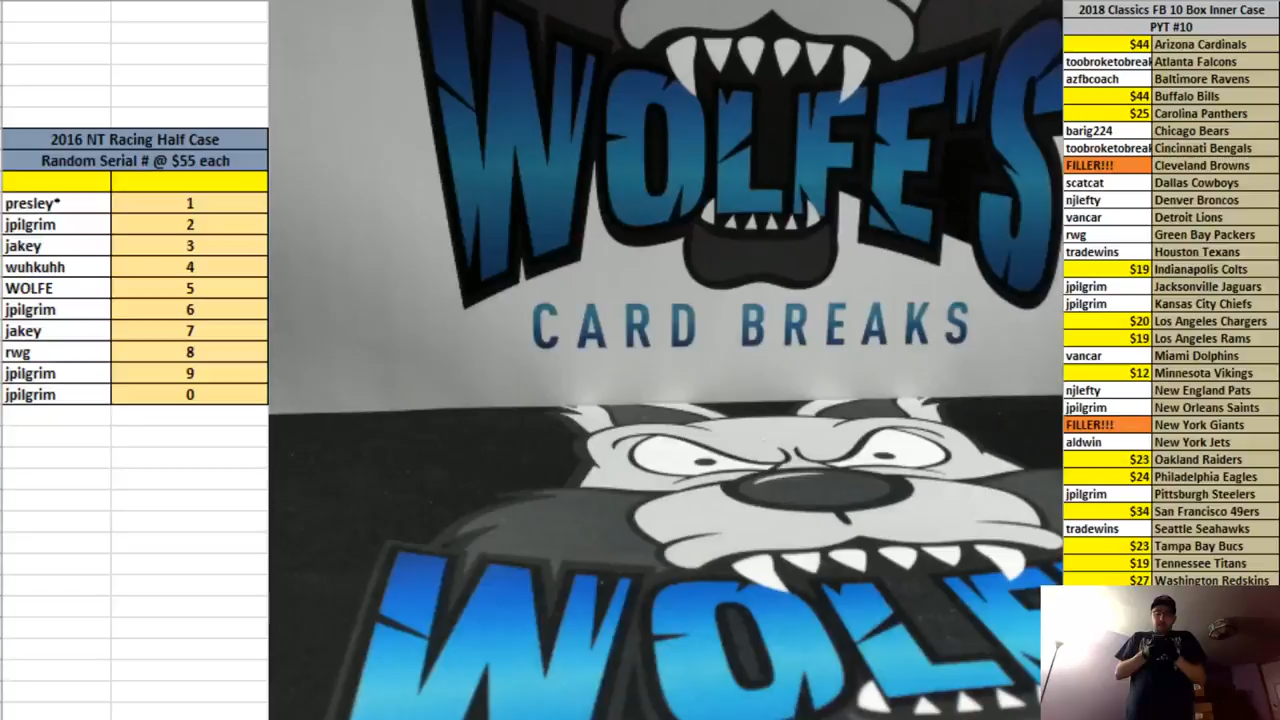 2016 NT Racing Half Case
Random Serial # @ $55 each
presley* 1
jpilgrim 2
jakey 3
wuhkuhh 4
WOLFE 5
jpilgrim 6
jakey 7
rwg 8
jpilgrim 9
jpilgrim 0
WOLFE'S
CARD BREAKS
WOLF
2018 Classics FB 10 Box Inner Case
PYT #10
$44 Arizona Cardinals
toobroketobreak Atlanta Falcons
azfbcoach Baltimore Ravens
$44 Buffalo Bills
$25 Carolina Panthers
barig224 Chicago Bears
toobroketobreak Cincinnati Bengals
FILLER!!! Cleveland Browns
scatcat Dallas Cowboys
njlefty Denver Broncos
vancar Detroit Lions
rwg Green Bay Packers
tradewins Houston Texans
$19 Indianapolis Colts
jpilgrim Jacksonville Jaguars
jpilgrim Kansas City Chiefs
$20 Los Angeles Chargers
$19 Los Angeles Rams
vancar Miami Dolphins
$12 Minnesota Vikings
njlefty New England Pats
jpilgrim New Orleans Saints
FILLER!!! New York Giants
aldwin New York Jets
$23 Oakland Raiders
$24 Philadelphia Eagles
jpilgrim Pittsburgh Steelers
$34 San Francisco 49ers
tradewins Seattle Seahawks
$23 Tampa Bay Bucs
$19 Tennessee Titans
$27 Washington Redskins